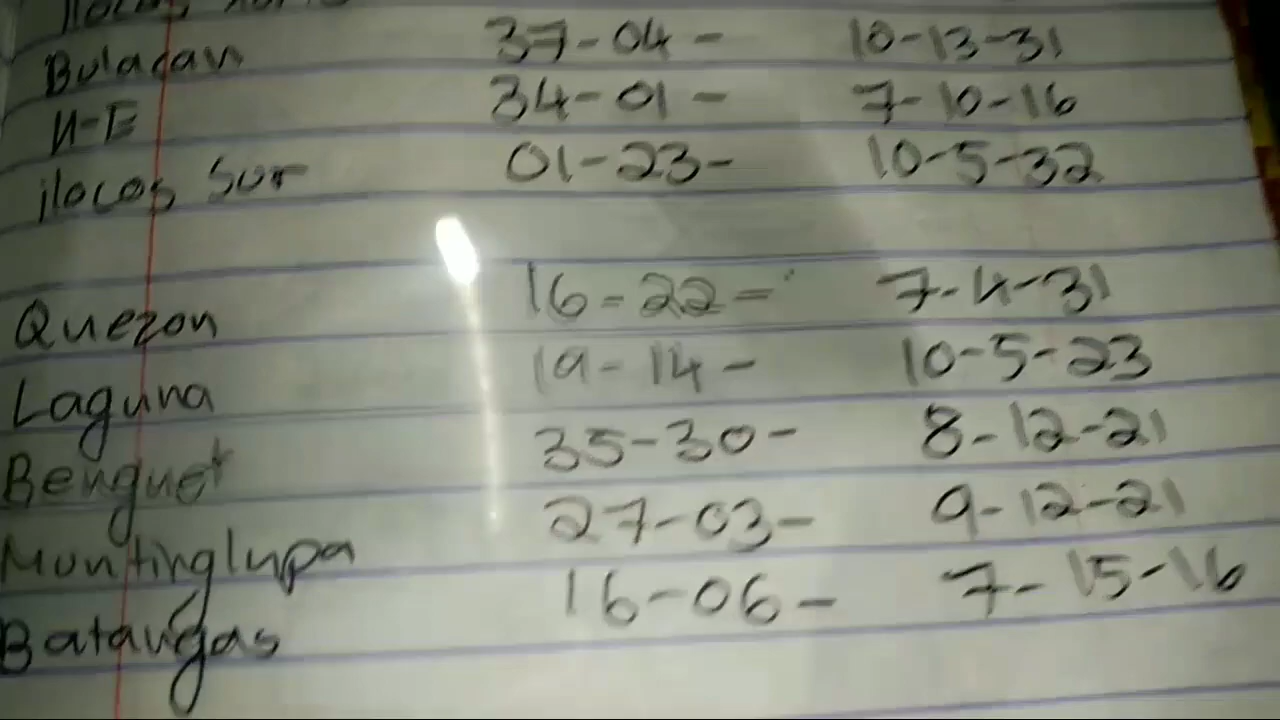 Bulacan 37-04- 10-13-31
N-E 34-01- 7-10-16
ilocos Sur 01-23- 10-5-32
Quezon 16-22= 7-4-31
Laguna 19-14- 10-5-23
Benguet 35-30- 8-12-21
Muntinglupa 27-03- 9-12-21
Batangas 16-06- 7-15-16